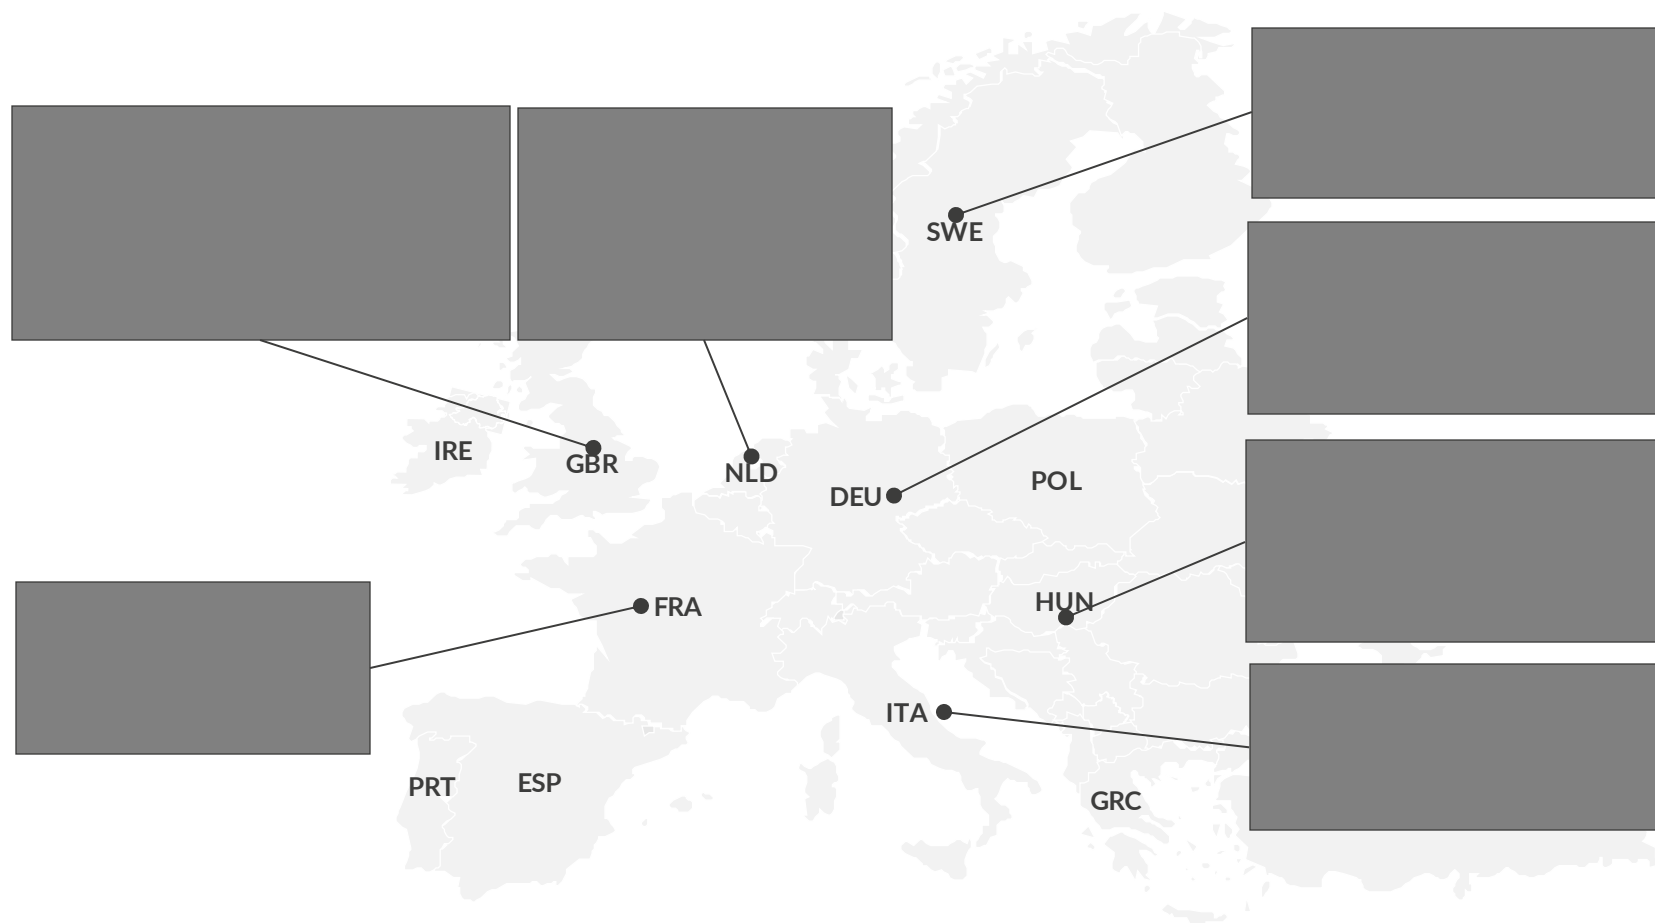 SWE
IRE
GBR
NLD
DEU
POL
HUN
FRA
ITA
PRT
ESP
GRC